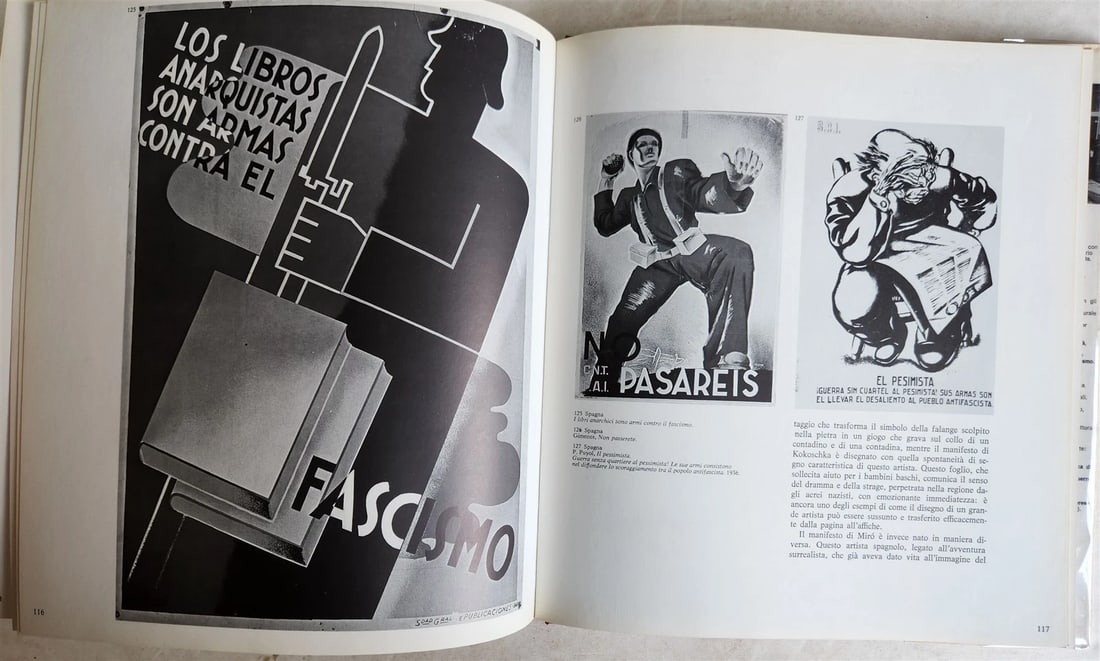 125
LOS LIBROS
ANARQUISTAS
SON ARMAS
CONTRA EL
FASCISMO
PUBLICACIONES
116
126
NO
C.N.T.
A.I.
PASAREIS
127
S.R.I.
EL PESIMISTA
¡GUERRA SIN CUARTEL AL PESIMISTA! SUS ARMAS SON
EL LLEVAR EL DESALIENTO AL PUEBLO ANTIFASCISTA.
125 Spagna
I libri anarchici sono armi contro il fascismo.
126 Spagna
Gimenos, Non passerete.
127 Spagna
P. Puyol, Il pessimista.
Guerra senza quartiere al pessimista! Le sue armi consistono
nel diffondere lo scoraggiamento tra il popolo antifascista 1936.
taggio che trasforma il simbolo della falange scolpito
nella pietra in un giogo che grava sul collo di un
contadino e di una contadina, mentre il manifesto di
Kokoschka è disegnato con quella spontaneità di se-
gno caratteristica di questo artista. Questo foglio, che
sollecita aiuto per i bambini baschi, comunica il senso
del dramma e della strage, perpetrata nella regione da-
gli aerei nazisti, con emozionante immediatezza: è
ancora uno degli esempi di come il disegno di un gran-
de artista può essere sussunto e trasferito efficacemen-
te dalla pagina all'affiche.
Il manifesto di Miró è invece nato in maniera di-
versa. Questo artista spagnolo, legato all'avventura
surrealista, che già aveva dato vita all'immagine del
117